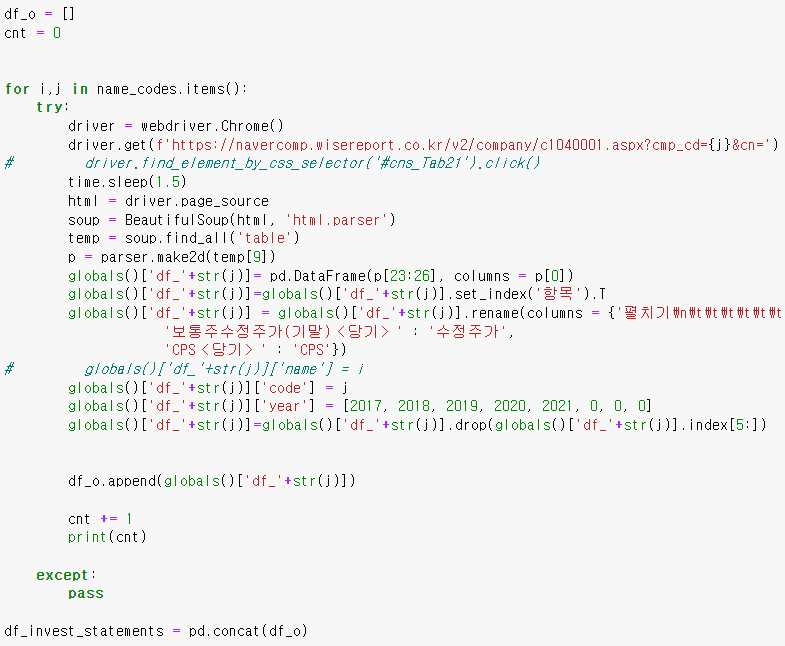 df_o = []
cnt = 0
for i,j in name_codes.items():
    try:
        driver = webdriver.Chrome()
        driver.get(f'https://navercomp.wisereport.co.kr/v2/company/c1040001.aspx?cmp_cd={j}&cn=')
#         driver.find_element_by_css_selector('#cns_Tab21').click()
        time.sleep(1.5)
        html = driver.page_source
        soup = BeautifulSoup(html, 'html.parser')
        temp = soup.find_all('table')
        p = parser.make2d(temp[9])
        globals()['df_'+str(j)]= pd.DataFrame(p[23:26], columns = p[0])
        globals()['df_'+str(j)]=globals()['df_'+str(j)].set_index('항목').T
        globals()['df_'+str(j)] = globals()['df_'+str(j)].rename(columns = {'펼치기₩n₩t₩t₩t₩t₩t
                    '보통주수정주가(기말)<당기> ' : '수정주가',
                    'CPS<당기> ' : 'CPS'})
#         globals()['df_'+str(j)]['name'] = i
        globals()['df_'+str(j)]['code'] = j
        globals()['df_'+str(j)]['year'] = [2017, 2018, 2019, 2020, 2021, 0, 0, 0]
        globals()['df_'+str(j)]=globals()['df_'+str(j)].drop(globals()['df_'+str(j)].index[5:])
        df_o.append(globals()['df_'+str(j)])
        cnt += 1
        print(cnt)
    except:
        pass
df_invest_statements = pd.concat(df_o)